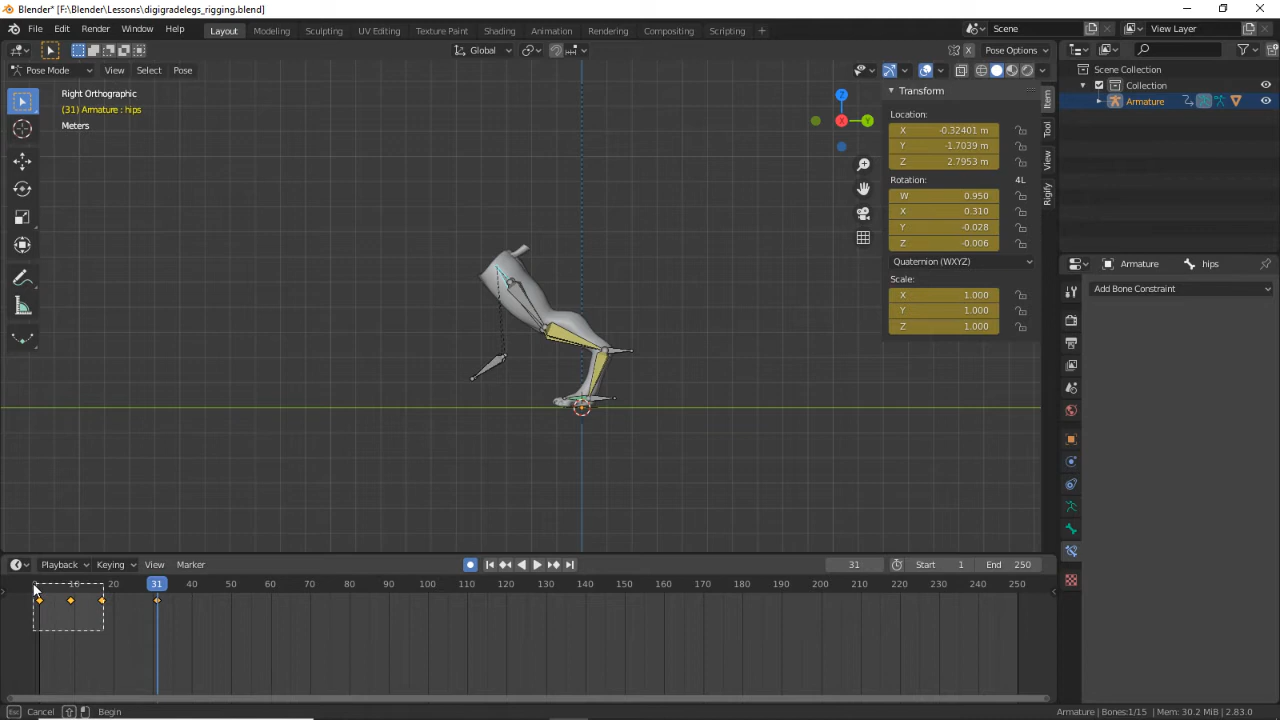 Blender* [F:\Blender\Lessons\digigradelegs_rigging.blend]
File Edit Render Window Help Layout Modeling Sculpting UV Editing Texture Paint Shading Animation Rendering Compositing Scripting + Scene View Layer
Global Pose Options
Pose Mode View Select Pose
Right Orthographic
(31) Armature : hips
Meters
Z
X
Y
Transform
Location:
X -0.32401 m
Y -1.7039 m
Z 2.7953 m
Rotation: 4L
W 0.950
X 0.310
Y -0.028
Z -0.006
Quaternion (WXYZ)
Scale:
X 1.000
Y 1.000
Z 1.000
Item
Tool
View
Rigify
Scene Collection
Collection
Armature
Armature hips
Add Bone Constraint
Playback Keying View Marker 31 Start 1 End 250
10 20 31 40 50 60 70 80 90 100 110 120 130 140 150 160 170 180 190 200 210 220 230 240 250
Esc Cancel Begin Armature | Bones:1/15 | Mem: 30.2 MiB | 2.83.0